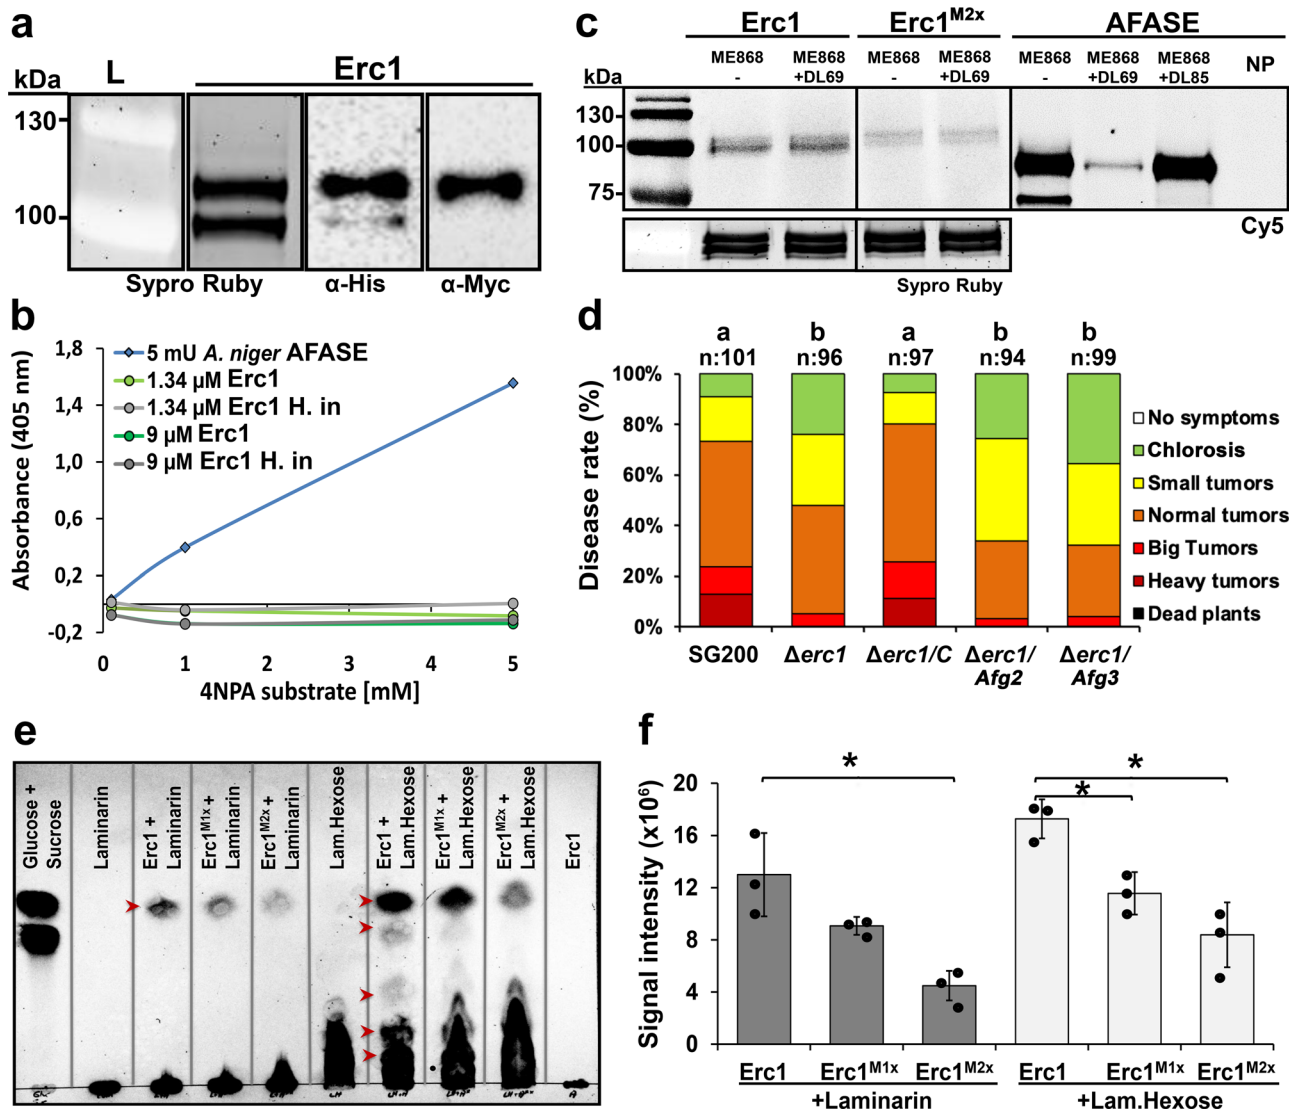 a
L
Erc1
kDa
130
100
Sypro Ruby
α-His
α-Myc
b
Absorbance (405 nm)
1,8
1,4
1,0
0,6
0,2
-0,2
5 mU A. niger AFASE
1.34 µM Erc1
1.34 µM Erc1 H. in
9 µM Erc1
9 µM Erc1 H. in
0 1 2 3 4 5
4NPA substrate [mM]
c
Erc1
Erc1M2x
AFASE
ME868
-
ME868
+DL69
ME868
-
ME868
+DL69
ME868
-
ME868
+DL69
ME868
+DL85
NP
kDa
130
100
75
Cy5
Sypro Ruby
d
a b a b b
n:101 n:96 n:97 n:94 n:99
Disease rate (%)
100%
80%
60%
40%
20%
0%
SG200
Δerc1
Δerc1/C
Δerc1/
Afg2
Δerc1/
Afg3
No symptoms
Chlorosis
Small tumors
Normal tumors
Big Tumors
Heavy tumors
Dead plants
e
Glucose +
Sucrose
Laminarin
Erc1 +
Laminarin
Erc1M1x +
Laminarin
Erc1M2x +
Laminarin
Lam.Hexose
Erc1 +
Lam.Hexose
Erc1M1x +
Lam.Hexose
Erc1M2x +
Lam.Hexose
Erc1
f
Signal intensity (x10⁶)
20
16
12
8
4
0
*
*
*
Erc1 Erc1M1x Erc1M2x
+Laminarin
Erc1 Erc1M1x Erc1M2x
+Lam.Hexose